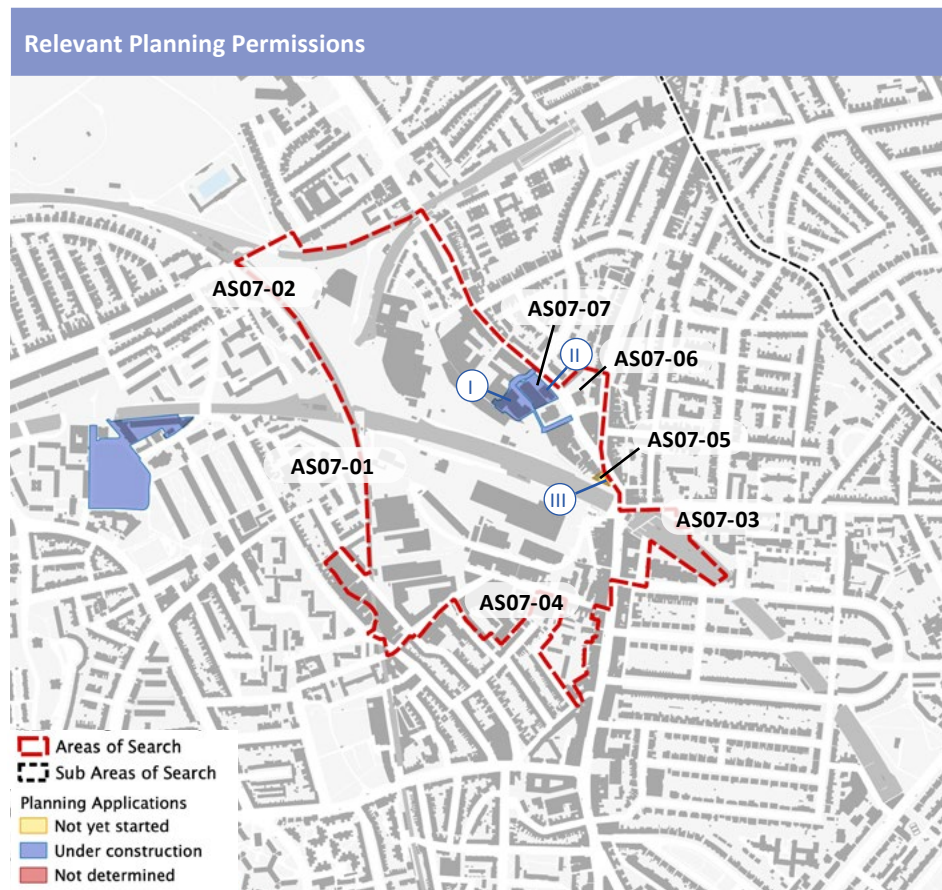 Relevant Planning Permissions
AS07-02
AS07-07
II
AS07-06
I
AS07-05
AS07-01
III
AS07-03
AS07-04
Areas of Search
Sub Areas of Search
Planning Applications
Not yet started
Under construction
Not determined